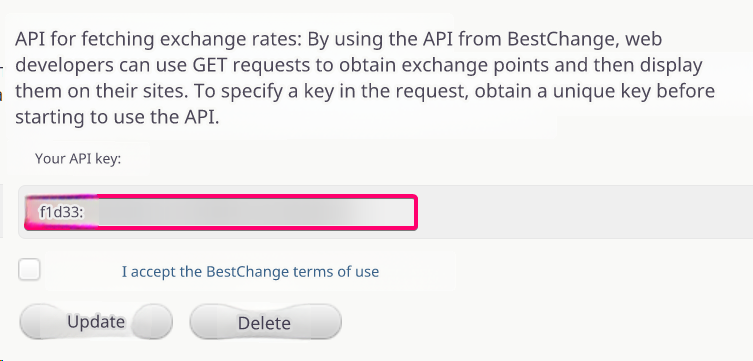 API for fetching exchange rates: By using the API from BestChange, web
developers can use GET requests to obtain exchange points and then display
them on their sites. To specify a key in the request, obtain a unique key before
starting to use the API.
Your API key:
f1d33:
I accept the BestChange terms of use
Update
Delete